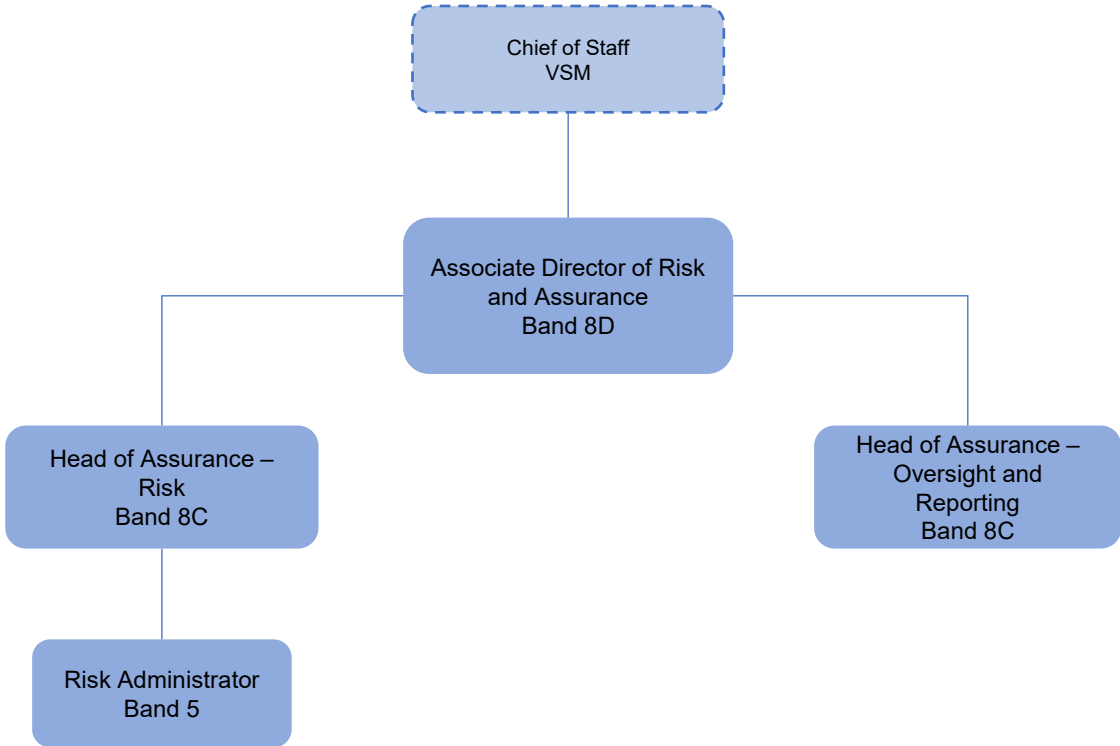 Chief of Staff
VSM
Associate Director of Risk
and Assurance
Band 8D
Head of Assurance –
Risk
Band 8C
Head of Assurance –
Oversight and
Reporting
Band 8C
Risk Administrator
Band 5